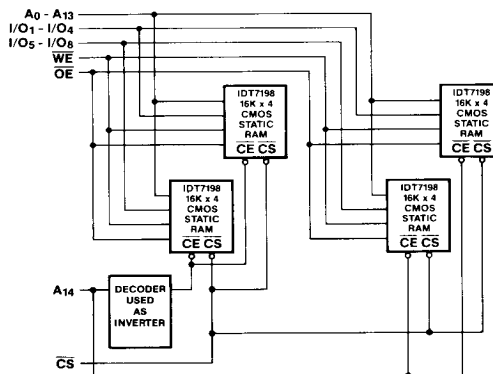 A0 - A13
I/O1 - I/O4
I/O5 - I/O8
WE
OE
IDT7198
16K x 4
CMOS
STATIC
RAM
CE CS
IDT7198
16K x 4
CMOS
STATIC
RAM
CE CS
IDT7198
16K x 4
CMOS
STATIC
RAM
CE CS
IDT7198
16K x 4
CMOS
STATIC
RAM
CE CS
A14
DECODER
USED
AS
INVERTER
CS